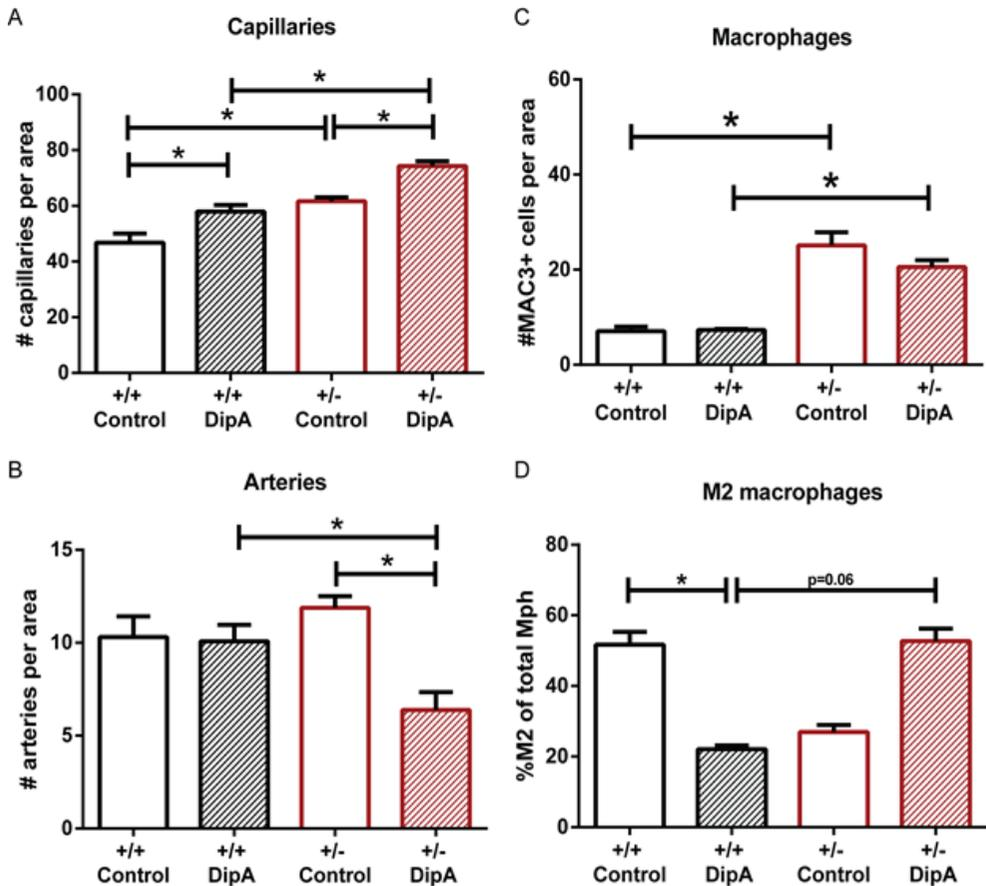 A
Capillaries
# capillaries per area
100
80
60
40
20
0
*
*
*
*
+/+ +/+ +/- +/-
Control DipA Control DipA
C
Macrophages
#MAC3+ cells per area
60
40
20
0
*
*
+/+ +/+ +/- +/-
Control DipA Control DipA
B
Arteries
# arteries per area
15
10
5
0
*
*
+/+ +/+ +/- +/-
Control DipA Control DipA
D
M2 macrophages
%M2 of total Mph
80
60
40
20
0
*
p=0.06
+/+ +/+ +/- +/-
Control DipA Control DipA